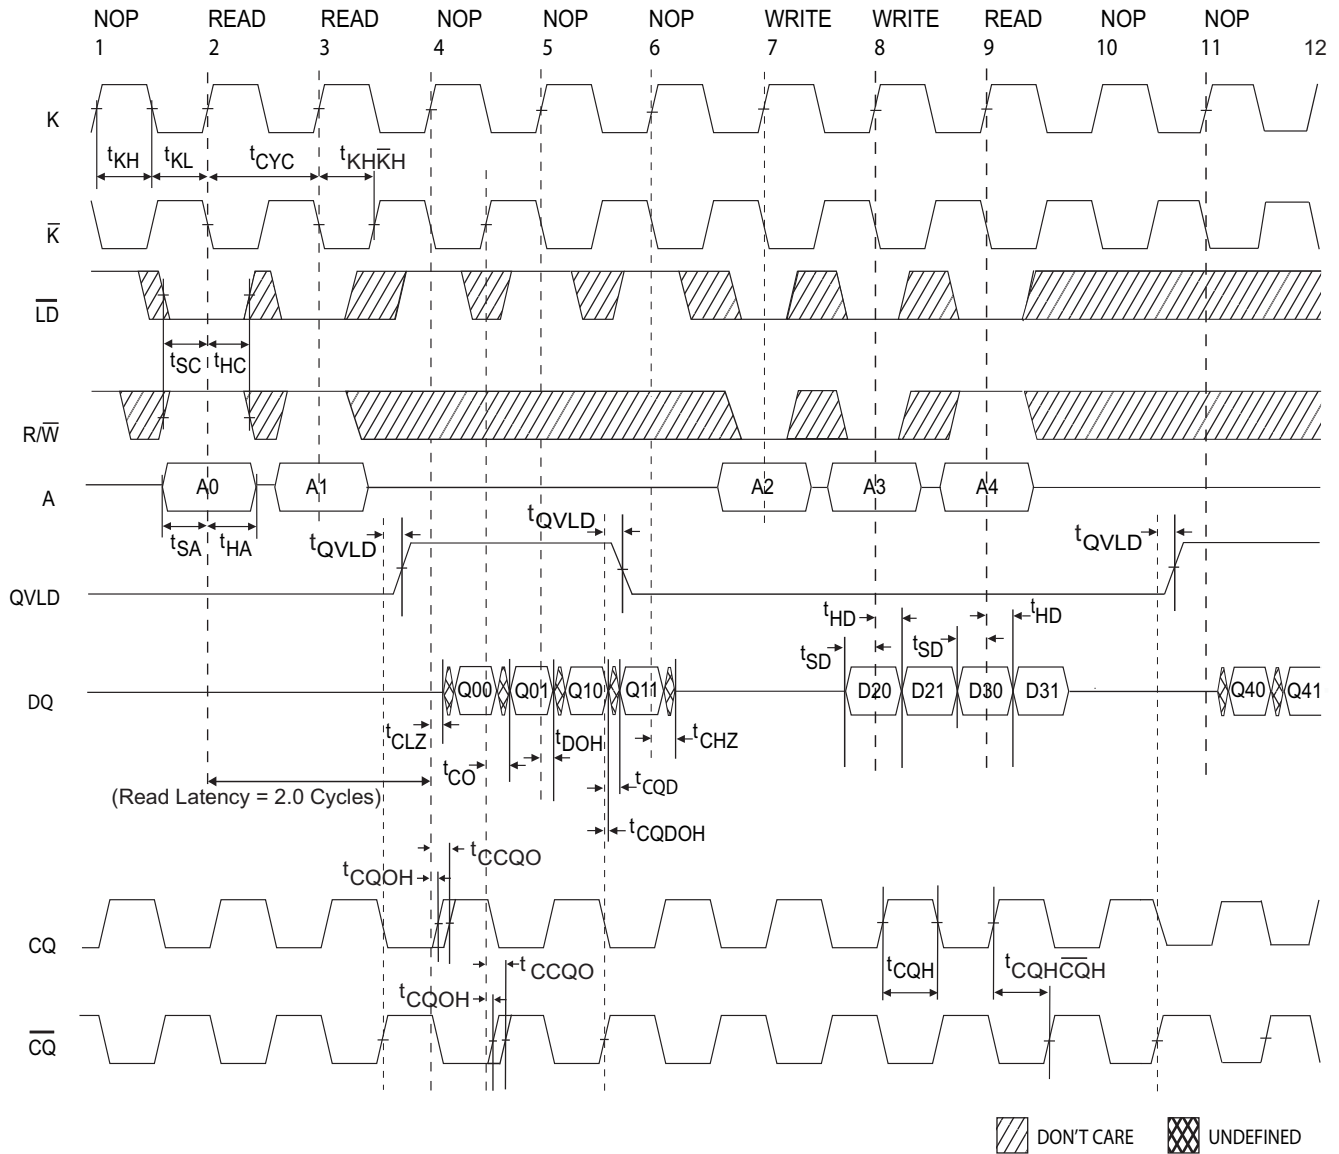 NOP READ READ NOP NOP NOP WRITE WRITE READ NOP NOP
1 2 3 4 5 6 7 8 9 10 11 12
K
tKH tKL tCYC tKHK̅H
K̅
L̅D̅
tSC tHC
R/W̅
A A0 A1 A2 A3 A4
tSA tHA tQVLD tQVLD tQVLD
QVLD
tHD tSD tSD tHD
DQ Q00 Q01 Q10 Q11 D20 D21 D30 D31 Q40 Q41
tCLZ tDOH tCHZ
tCO tCQD
(Read Latency = 2.0 Cycles)
tCQDOH
tCCQO
tCQOH
CQ
tCCQO tCQH tCQHC̅Q̅H
tCQOH
C̅Q̅
DON'T CARE UNDEFINED